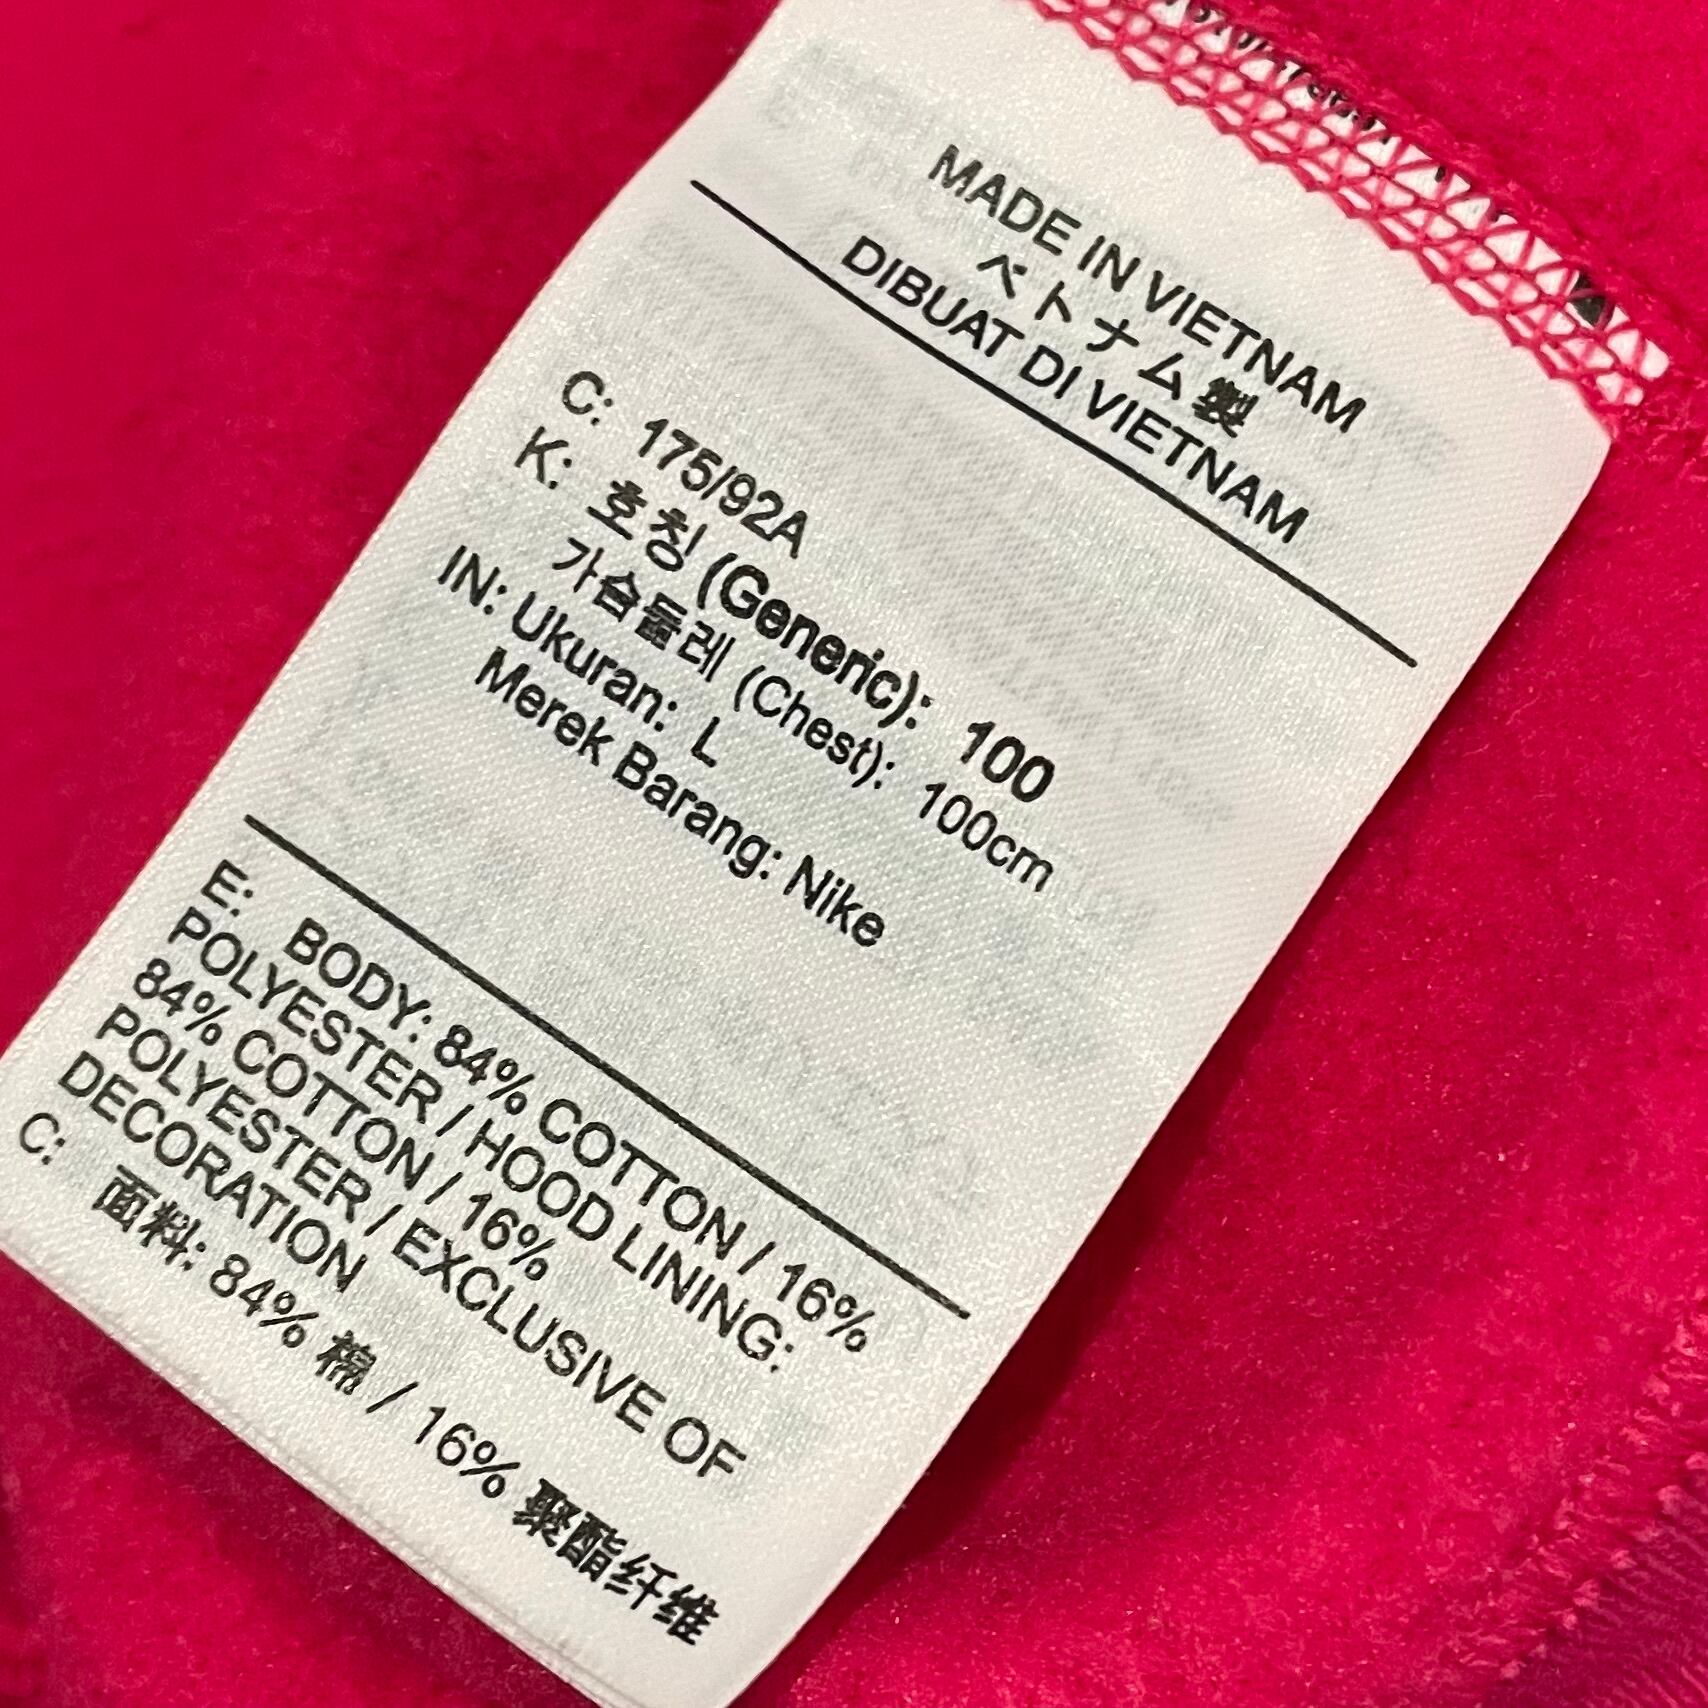 MADE IN VIETNAM
ベトナム製
DIBUAT DI VIETNAM
C: 175/92A
K: 호칭 (Generic): 100
가슴둘레 (Chest): 100cm
IN: Ukuran: L
Merek Barang: Nike
E: BODY: 84% COTTON / 16%
POLYESTER / HOOD LINING:
84% COTTON / 16%
POLYESTER / EXCLUSIVE OF
DECORATION
C: 面料: 84% 棉 / 16% 聚酯纤维